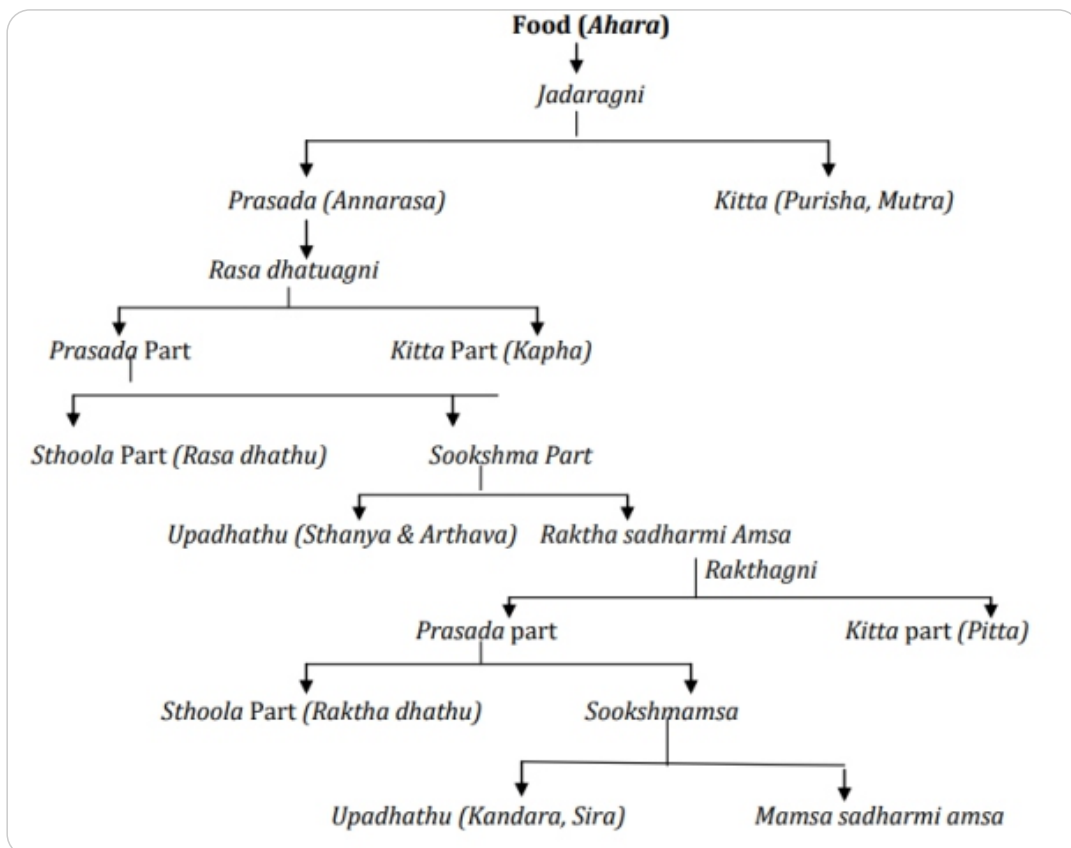 Food (Ahara)
Jadaragni
Prasada (Annarasa) Kitta (Purisha, Mutra)
Rasa dhatuagni
Prasada Part Kitta Part (Kapha)
Sthoola Part (Rasa dhathu) Sookshma Part
Upadhathu (Sthanya & Arthava) Raktha sadharmi Amsa
Rakthagni
Prasada part Kitta part (Pitta)
Sthoola Part (Raktha dhathu) Sookshmamsa
Upadhathu (Kandara, Sira) Mamsa sadharmi amsa